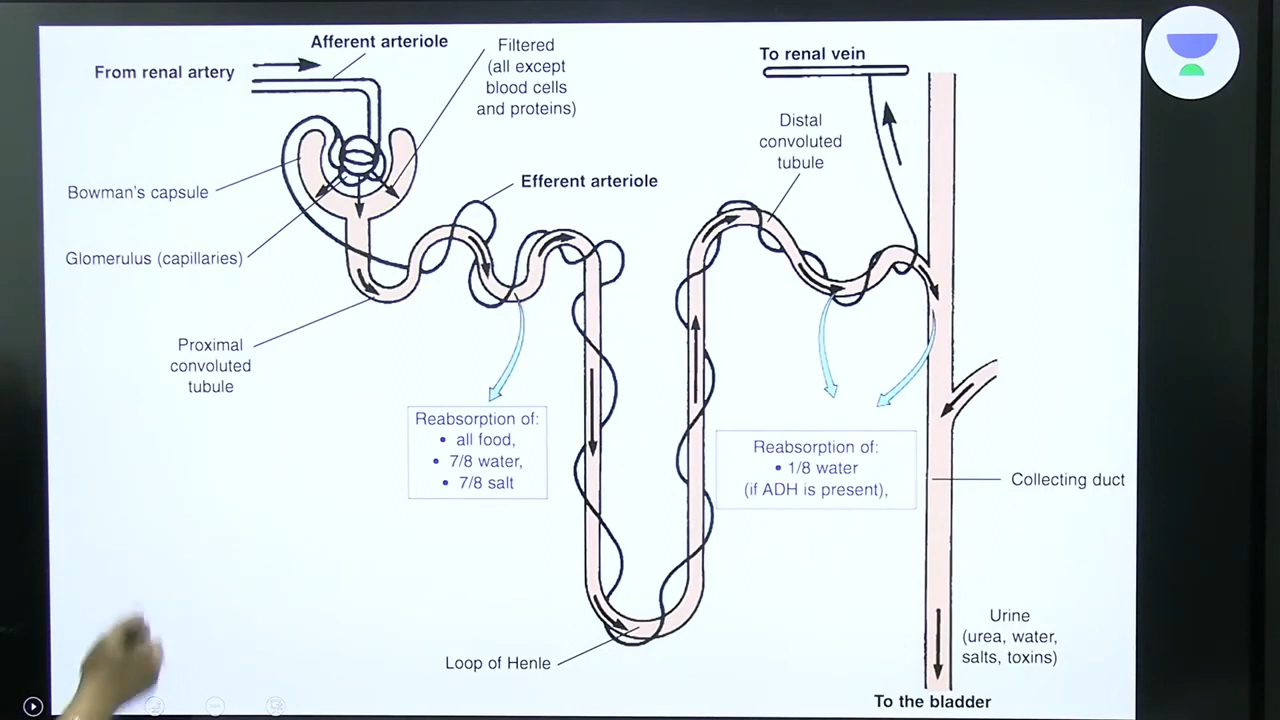 Afferent arteriole
From renal artery
Filtered
(all except
blood cells
and proteins)
To renal vein
Distal
convoluted
tubule
Bowman's capsule
Efferent arteriole
Glomerulus (capillaries)
Proximal
convoluted
tubule
Reabsorption of:
• all food,
• 7/8 water,
• 7/8 salt
Reabsorption of:
• 1/8 water
(if ADH is present),
Collecting duct
Urine
(urea, water,
salts, toxins)
Loop of Henle
To the bladder